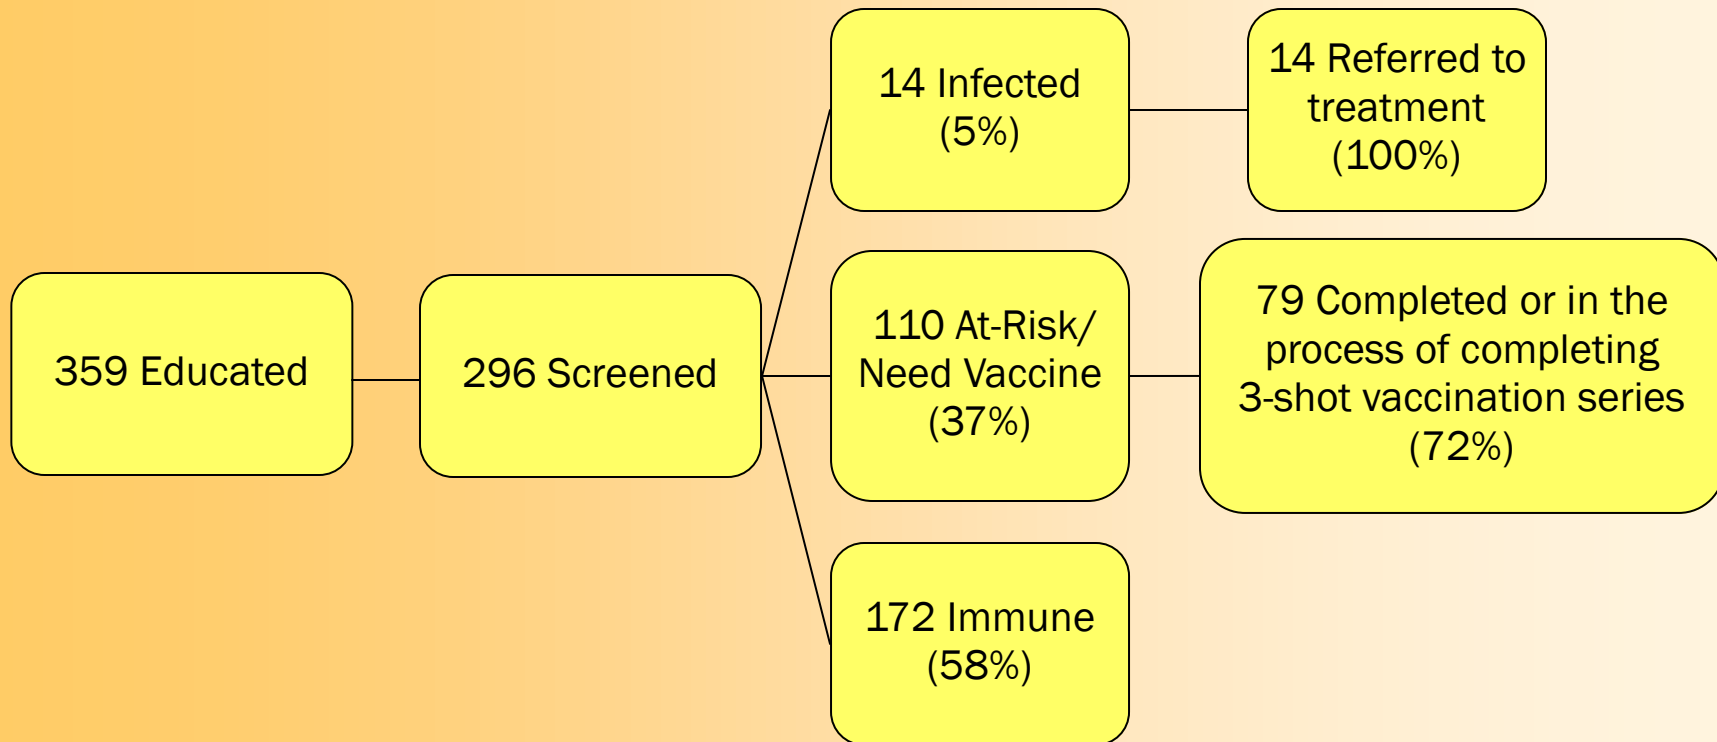 359 Educated
296 Screened
14 Infected
(5%)
14 Referred to
treatment
(100%)
110 At-Risk/
Need Vaccine
(37%)
79 Completed or in the
process of completing
3-shot vaccination series
(72%)
172 Immune
(58%)